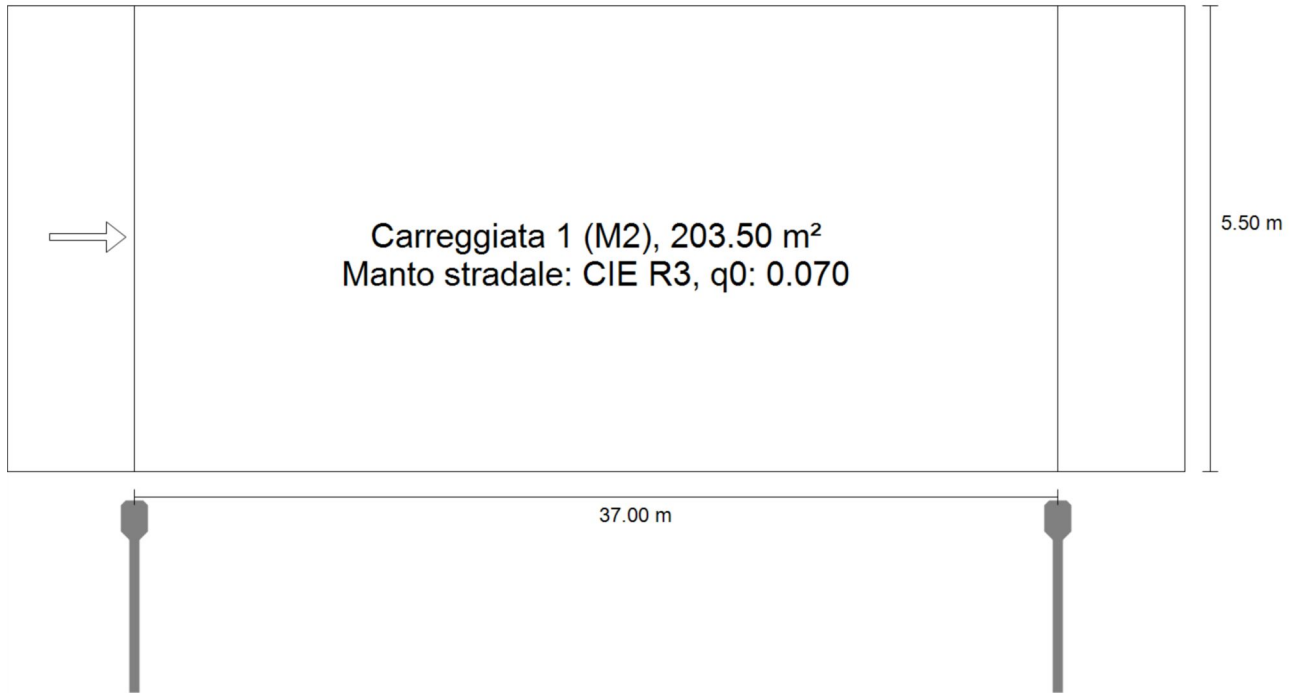 Carreggiata 1 (M2), 203.50 m²
Manto stradale: CIE R3, q0: 0.070
5.50 m
37.00 m